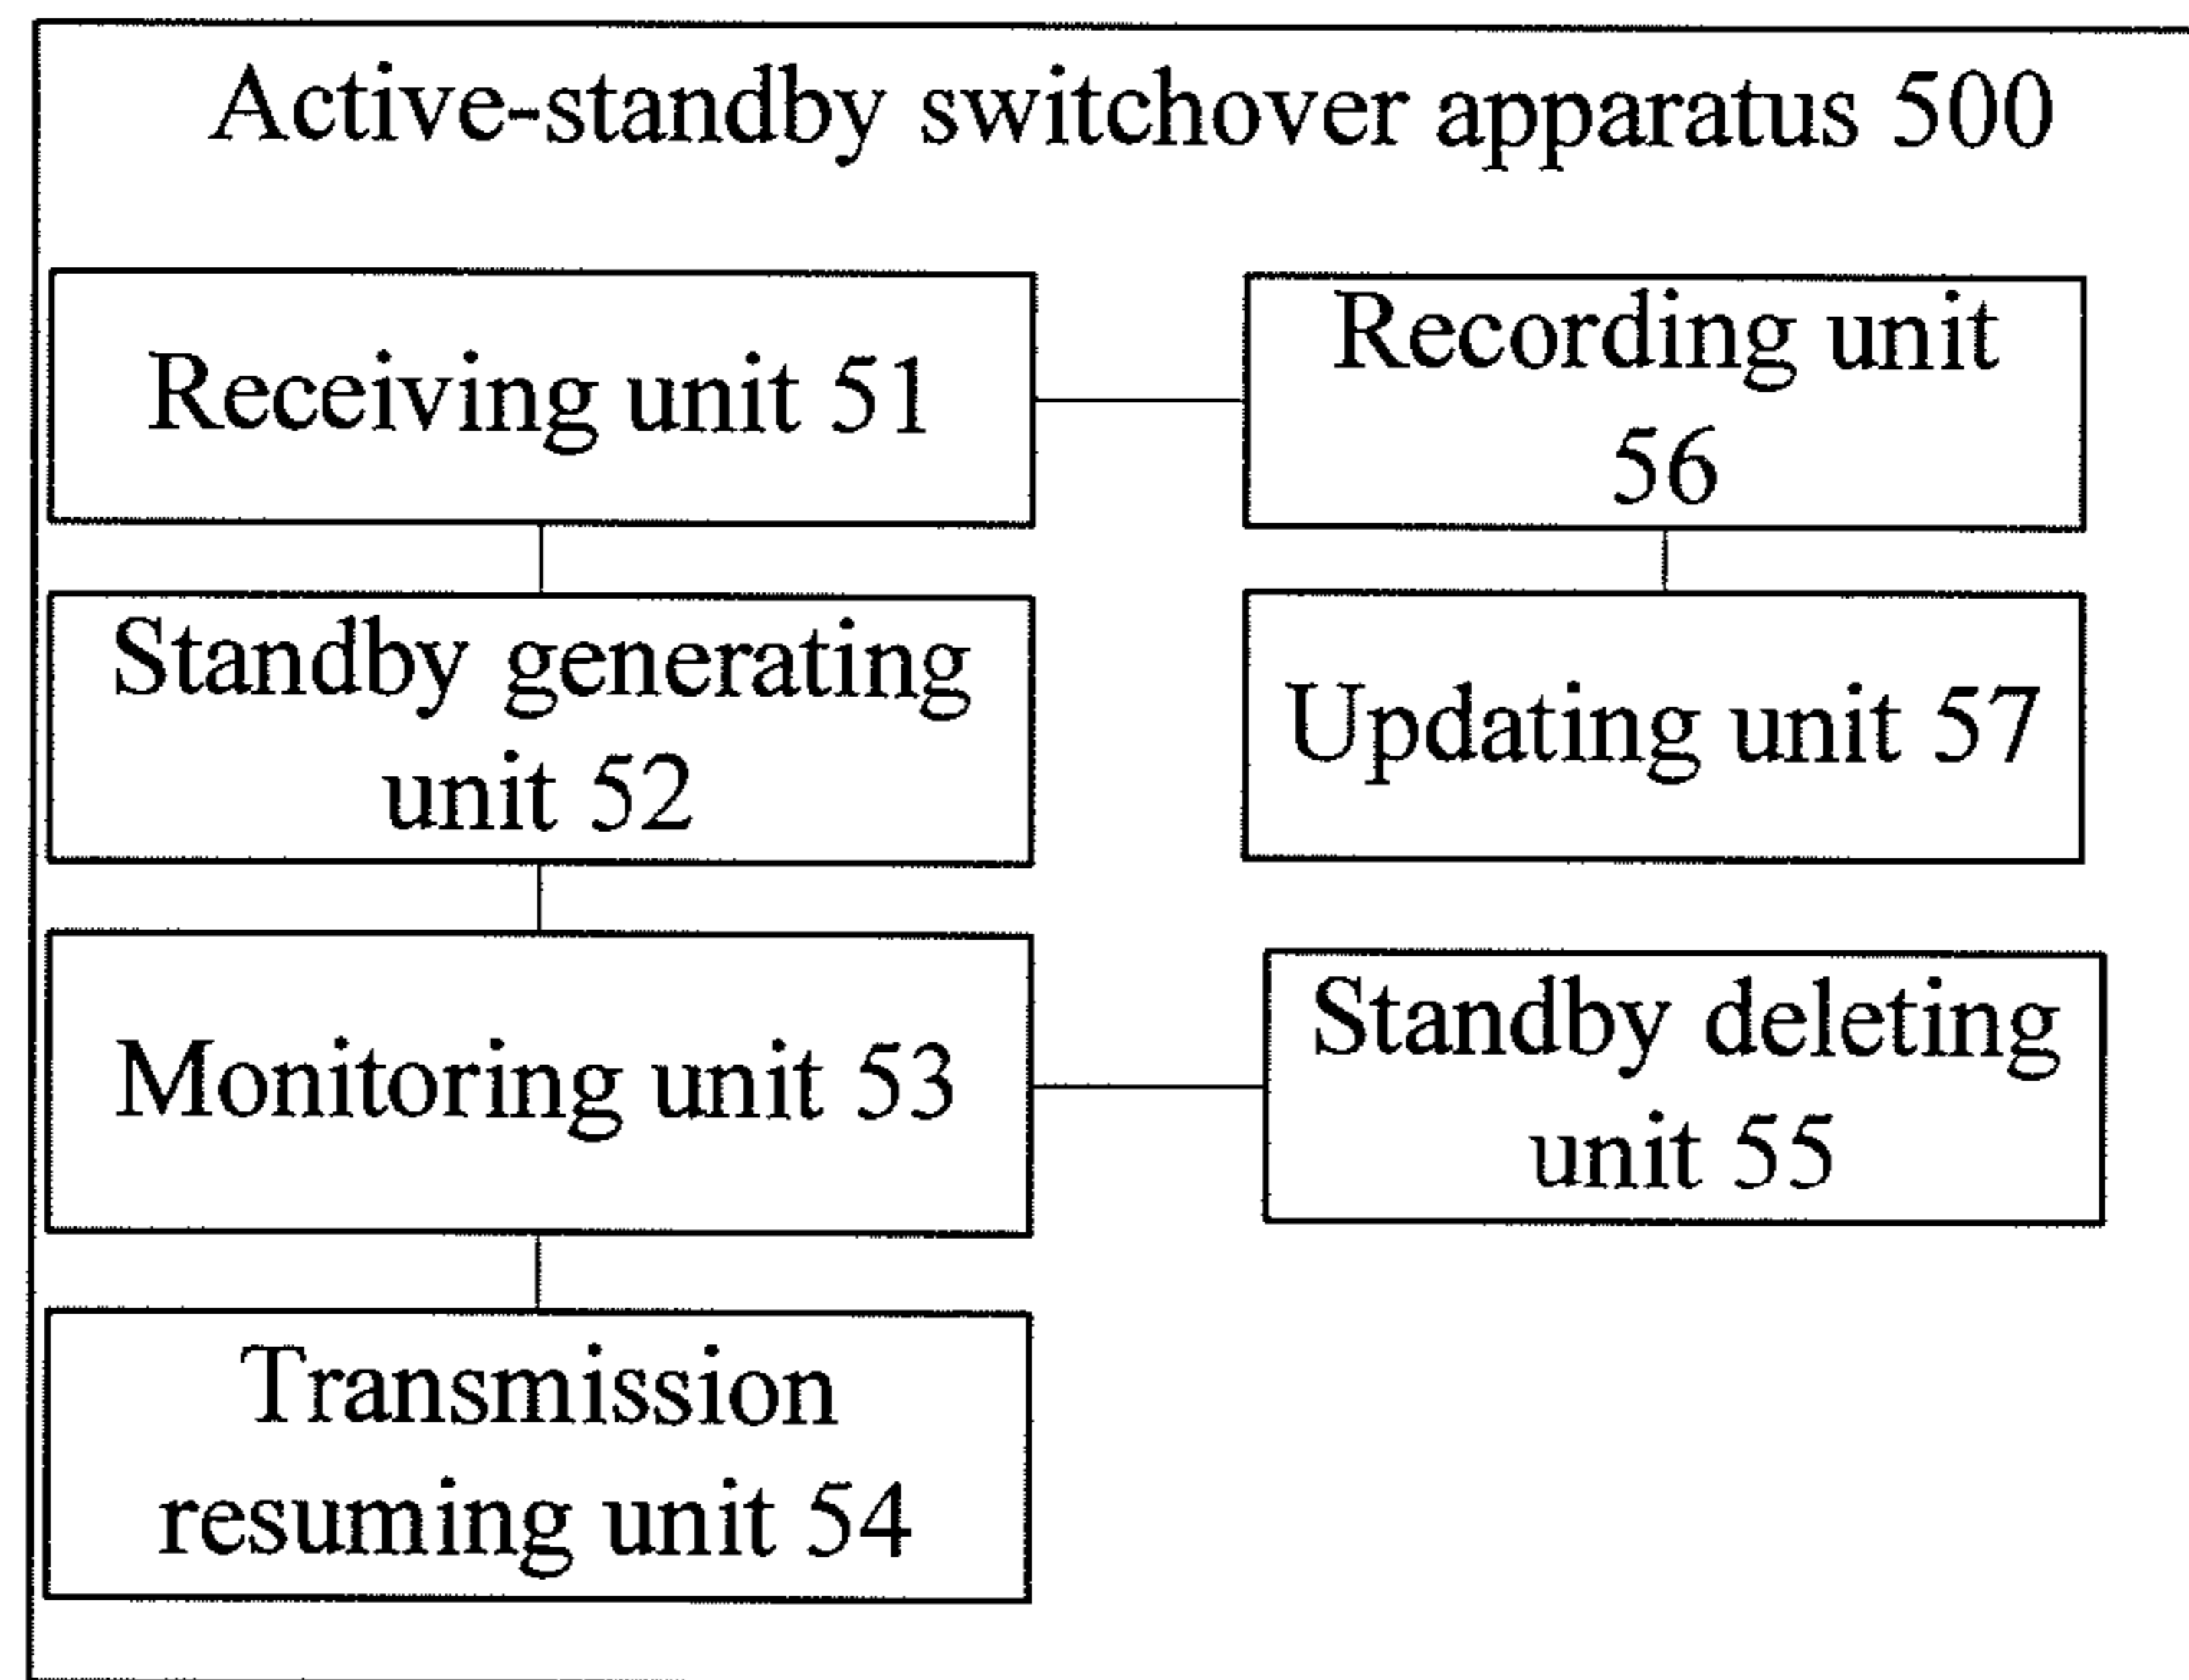 Active-standby switchover apparatus 500
Receiving unit 51
Recording unit
56
Standby generating
unit 52
Updating unit 57
Monitoring unit 53
Standby deleting
unit 55
Transmission
resuming unit 54